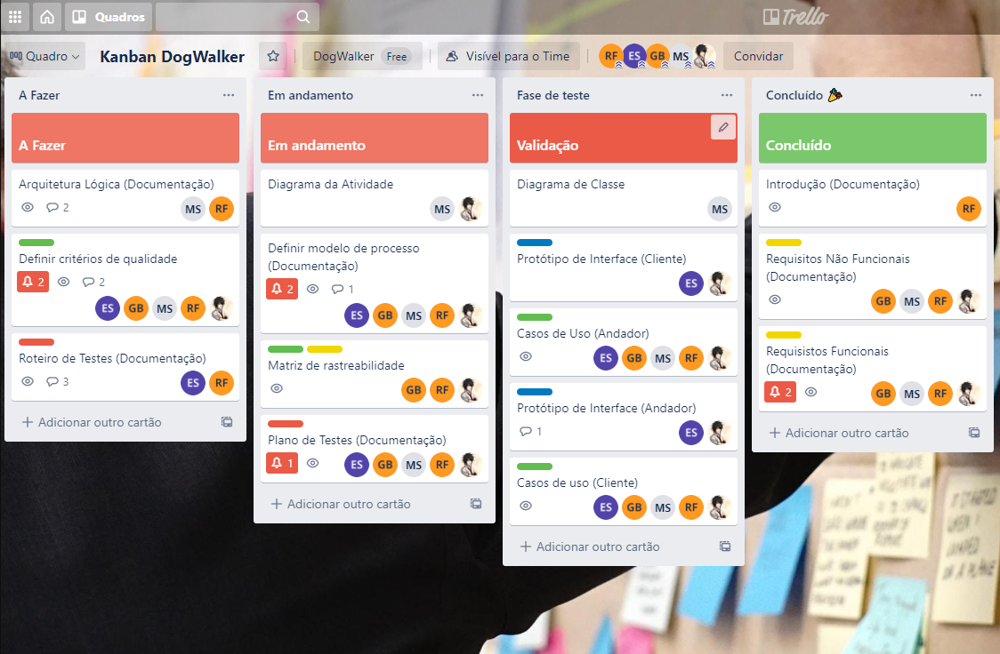 Quadros
Trello
Quadro
Kanban DogWalker
DogWalker Free
Visível para o Time
RF ES GB MS
Convidar
A Fazer
A Fazer
Arquitetura Lógica (Documentação)
2
MS RF
Definir critérios de qualidade
2 2
ES GB MS RF
Roteiro de Testes (Documentação)
3
ES RF
+ Adicionar outro cartão
Em andamento
Em andamento
Diagrama da Atividade
MS
Definir modelo de processo
(Documentação)
2 1
ES GB MS RF
Matriz de rastreabilidade
GB RF
Plano de Testes (Documentação)
1
ES GB MS RF
+ Adicionar outro cartão
Fase de teste
Validação
Diagrama de Classe
MS
Protótipo de Interface (Cliente)
ES
Casos de Uso (Andador)
ES GB MS RF
Protótipo de Interface (Andador)
1
ES
Casos de uso (Cliente)
ES GB MS RF
+ Adicionar outro cartão
Concluído 🎉
Concluído
Introdução (Documentação)
RF
Requisitos Não Funcionais
(Documentação)
GB MS RF
Requisistos Funcionais
(Documentação)
2
GB MS RF
+ Adicionar outro cartão